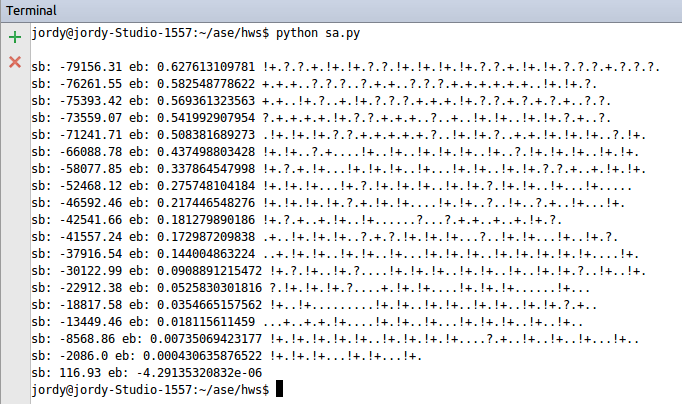 Terminal
jordy@jordy-Studio-1557:~/ase/hws$ python sa.py
sb: -79156.31 eb: 0.627613109781 !+.?.?.+.!+.!+.!+.?.?.!+.!+.!+.!+.!+.?.?.+.!+.!+.?.?.?.+.?.?.?.
sb: -76261.55 eb: 0.582548778622 +.+.+..?.?.?..?.+.+..?.?.?.+.+.+.+.+.+..!+.!+.?.
sb: -75393.42 eb: 0.569361323563 +.+..!+.?..+.!+.?.?.?.+.+.+.!+.?.?.+.?.+.?.+..?.?.
sb: -73559.07 eb: 0.541992907954 ?.+.+.+.+.!+.?.?.+.+.+..?..+..!+.!+..!+.!+.?.+..?.
sb: -71241.71 eb: 0.508381689273 .!+.!+.!+.?.?.+.+.+.+.+.?..!+.!+.?..+.+.!+.!+.!+..?.!+.
sb: -66088.78 eb: 0.437498803428 !+.!+..?.+....!+..!+.!+.!+.!+..!+..?.!+.!+.!+..!+.!+.
sb: -58077.85 eb: 0.337864547998 !+.?.+.!+...!+.!+.!+..!+...!+.!+..!+.!+.?.?.+..+.!+.!+.
sb: -52468.12 eb: 0.275748104184 +.!+.!+...!+.?.!+.!+.!+..!+.!+.?.!+.!+..!+...!+.....
sb: -46592.46 eb: 0.217446548276 !+.!+.+.!+.!+.!+.!+....!+.!+..?..!+..?.+..!+...!+.
sb: -42541.66 eb: 0.181279890186 !+.?.+..+.!+..!+......?...?.+.+..+..+.!+.?.
sb: -41557.24 eb: 0.172987209838 .+..!+.!+.!+..?.+.?.!+.!+.!+...?..!+.!+...!+..!+.?.
sb: -37916.54 eb: 0.144004863224 ..+.!+.!+..!+.!+..!+...!+.!+..!+.!+.!+.!+.!+.!+....!+.
sb: -30122.99 eb: 0.0908891215472 !+.?.!+..!+.?....!+.!+.!+.!+..!+.!+..!+.!+.?..!+..!+.
sb: -22912.38 eb: 0.0525830301816 ?.!+.!+.!+.?....+.!+.!+....!+.!+.!+......!+...
sb: -18817.58 eb: 0.0354665157562 !+..!+.........!+.!+..!+.!+.!+.!+..!+.!+.?.+..
sb: -13449.46 eb: 0.018115611459 ...+..+.+.!+....!+.!+..!+...!+.!+.!+.!+..!+..
sb: -8568.86 eb: 0.00735069423177 !+.!+.!+.!+.!+.!+.!+.!+.!+....?.+..!+..!+..!+...!+..
sb: -2086.0 eb: 0.000430635876522 !+.!+.!+...!+.!+...!+.
sb: 116.93 eb: -4.29135320832e-06
jordy@jordy-Studio-1557:~/ase/hws$